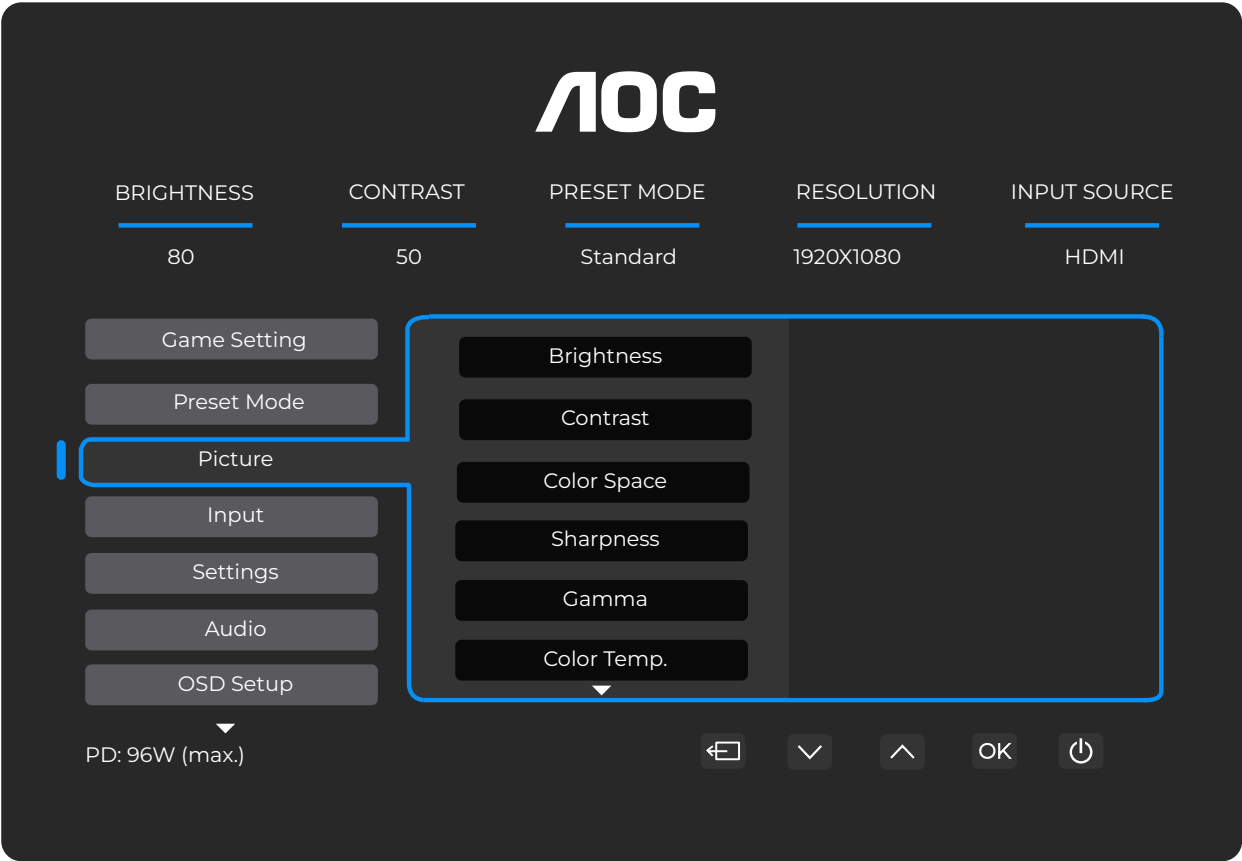 AOC
BRIGHTNESS CONTRAST PRESET MODE RESOLUTION INPUT SOURCE
80 50 Standard 1920X1080 HDMI
Game Setting
Preset Mode
Picture
Input
Settings
Audio
OSD Setup
Brightness
Contrast
Color Space
Sharpness
Gamma
Color Temp.
PD: 96W (max.)
OK